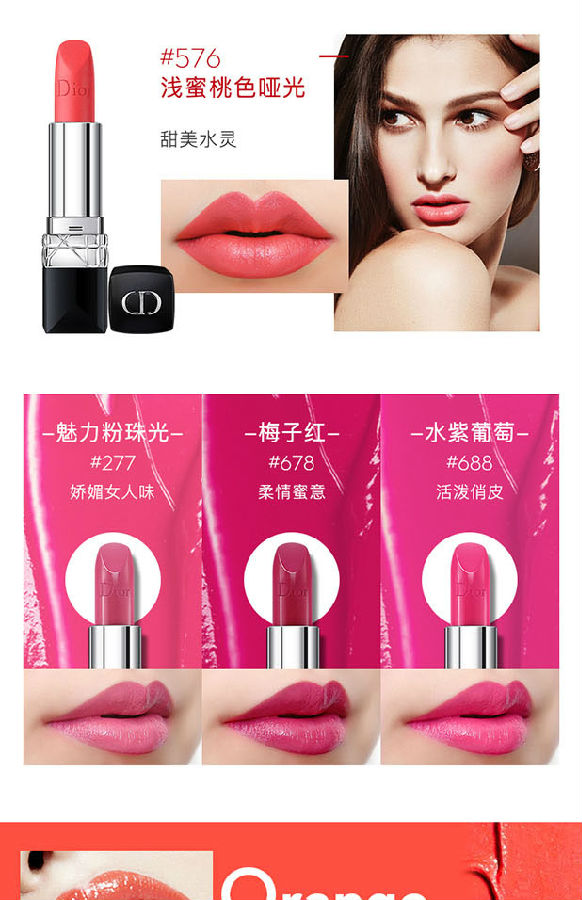 #576
浅蜜桃色哑光
甜美水灵
Dior
CD
–魅力粉珠光–
#277
娇媚女人味
Dior
–梅子红–
#678
柔情蜜意
Dior
–水紫葡萄–
#688
活泼俏皮
Dior
Orange